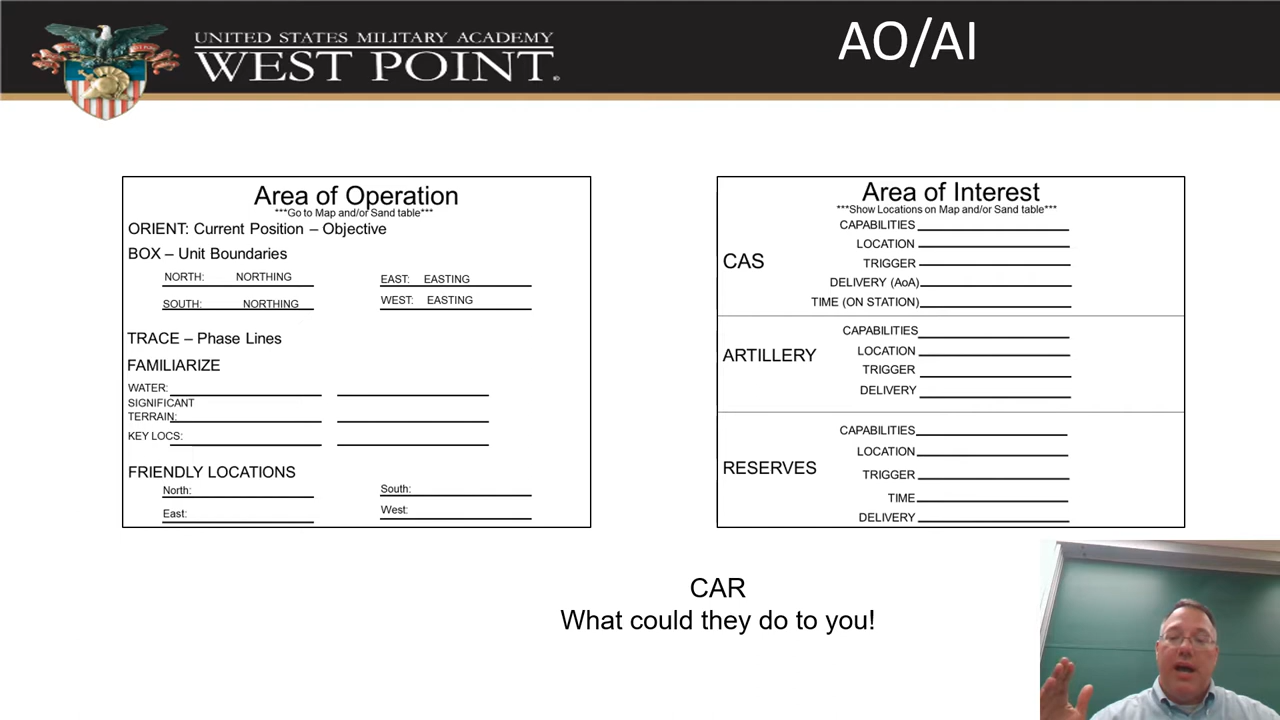 UNITED STATES MILITARY ACADEMY
WEST POINT.
AO/AI
Area of Operation
***Go to Map and/or Sand table***
ORIENT: Current Position – Objective
BOX – Unit Boundaries
NORTH: NORTHING
EAST: EASTING
SOUTH: NORTHING
WEST: EASTING
TRACE – Phase Lines
FAMILIARIZE
WATER:
SIGNIFICANT
TERRAIN:
KEY LOCS:
FRIENDLY LOCATIONS
North:
South:
East:
West:
Area of Interest
***Show Locations on Map and/or Sand table***
CAS
CAPABILITIES
LOCATION
TRIGGER
DELIVERY (AoA)
TIME (ON STATION)
ARTILLERY
CAPABILITIES
LOCATION
TRIGGER
DELIVERY
RESERVES
CAPABILITIES
LOCATION
TRIGGER
TIME
DELIVERY
CAR
What could they do to you!